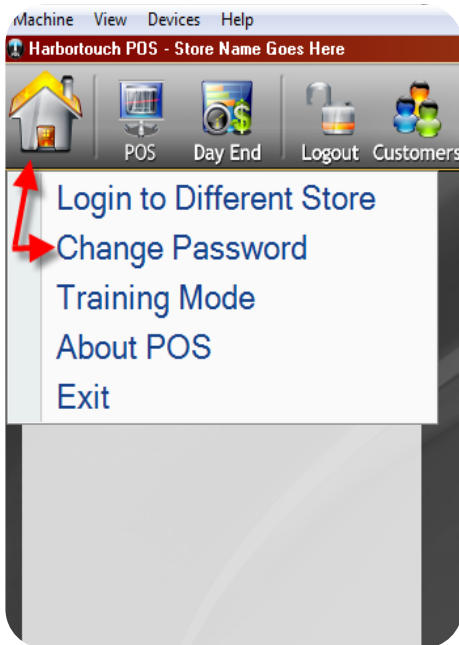 Machine View Devices Help
Harbortouch POS - Store Name Goes Here
POS Day End Logout Customers
Login to Different Store
Change Password
Training Mode
About POS
Exit